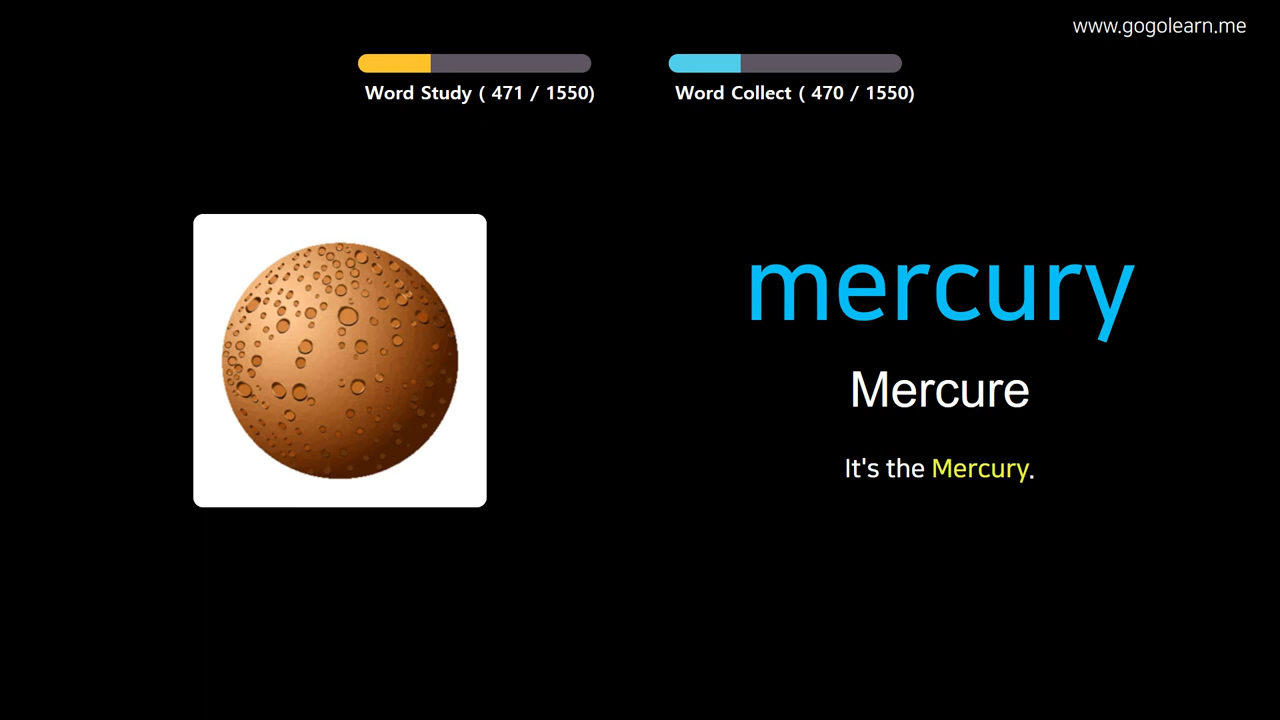 www.gogolearn.me
Word Study ( 471 / 1550)
Word Collect ( 470 / 1550)
mercury
Mercure
It's the Mercury.